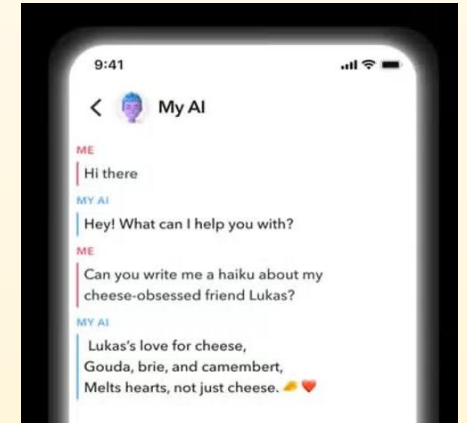 9:41
My AI
ME
Hi there
MY AI
Hey! What can I help you with?
ME
Can you write me a haiku about my
cheese-obsessed friend Lukas?
MY AI
Lukas's love for cheese,
Gouda, brie, and camembert,
Melts hearts, not just cheese. 🧀 ❤️